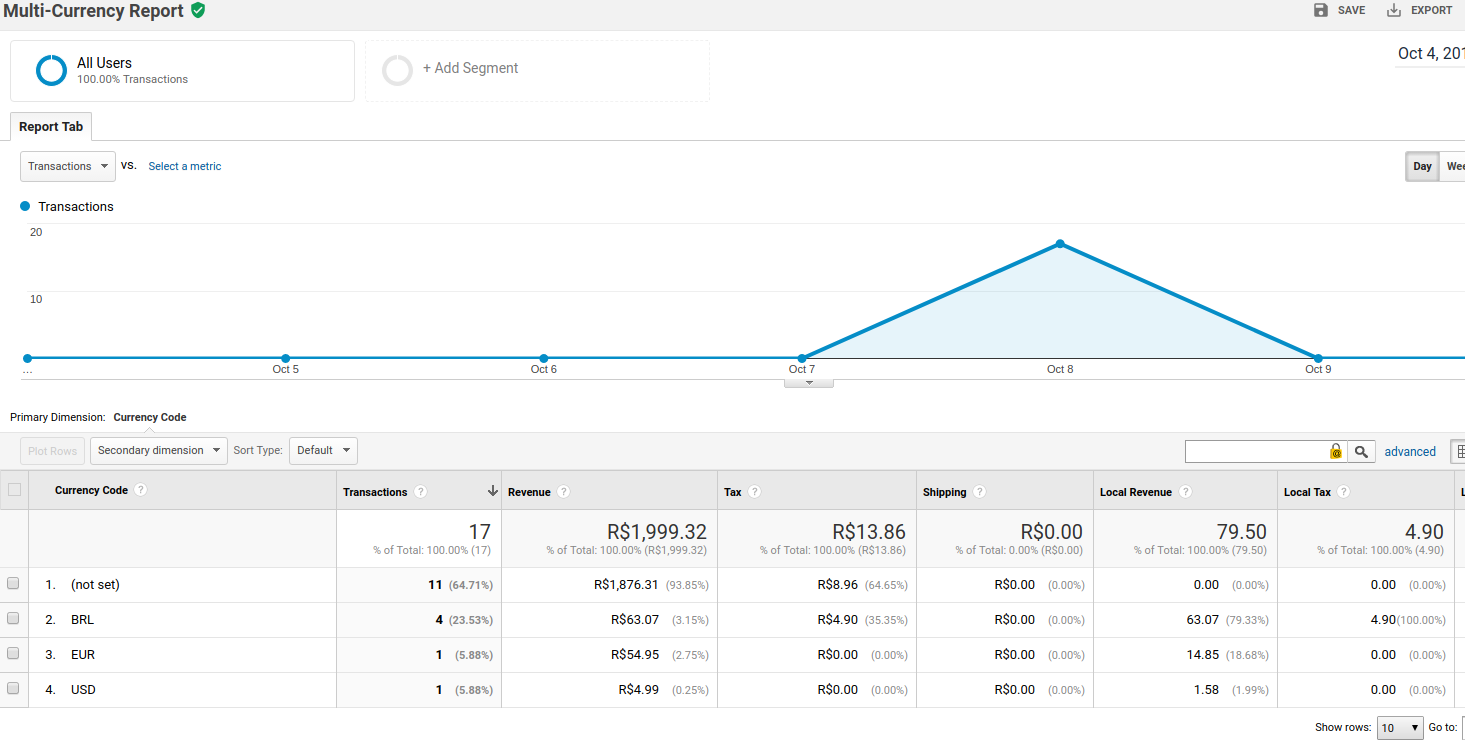 Multi-Currency Report
SAVE
EXPORT
All Users
100.00% Transactions
+ Add Segment
Oct 4, 201
Report Tab
Transactions
vs.
Select a metric
Day
Wee
Transactions
20
10
...
Oct 5
Oct 6
Oct 7
Oct 8
Oct 9
Primary Dimension: Currency Code
Plot Rows
Secondary dimension
Sort Type:
Default
advanced
Currency Code ? Transactions ? Revenue ? Tax ? Shipping ? Local Revenue ? Local Tax ? L
17 R$1,999.32 R$13.86 R$0.00 79.50 4.90
% of Total: 100.00% (17) % of Total: 100.00% (R$1,999.32) % of Total: 100.00% (R$13.86) % of Total: 0.00% (R$0.00) % of Total: 100.00% (79.50) % of Total: 100.00% (4.90)
1. (not set) 11 (64.71%) R$1,876.31 (93.85%) R$8.96 (64.65%) R$0.00 (0.00%) 0.00 (0.00%) 0.00 (0.00%)
2. BRL 4 (23.53%) R$63.07 (3.15%) R$4.90 (35.35%) R$0.00 (0.00%) 63.07 (79.33%) 4.90(100.00%)
3. EUR 1 (5.88%) R$54.95 (2.75%) R$0.00 (0.00%) R$0.00 (0.00%) 14.85 (18.68%) 0.00 (0.00%)
4. USD 1 (5.88%) R$4.99 (0.25%) R$0.00 (0.00%) R$0.00 (0.00%) 1.58 (1.99%) 0.00 (0.00%)
Show rows: 10 Go to: